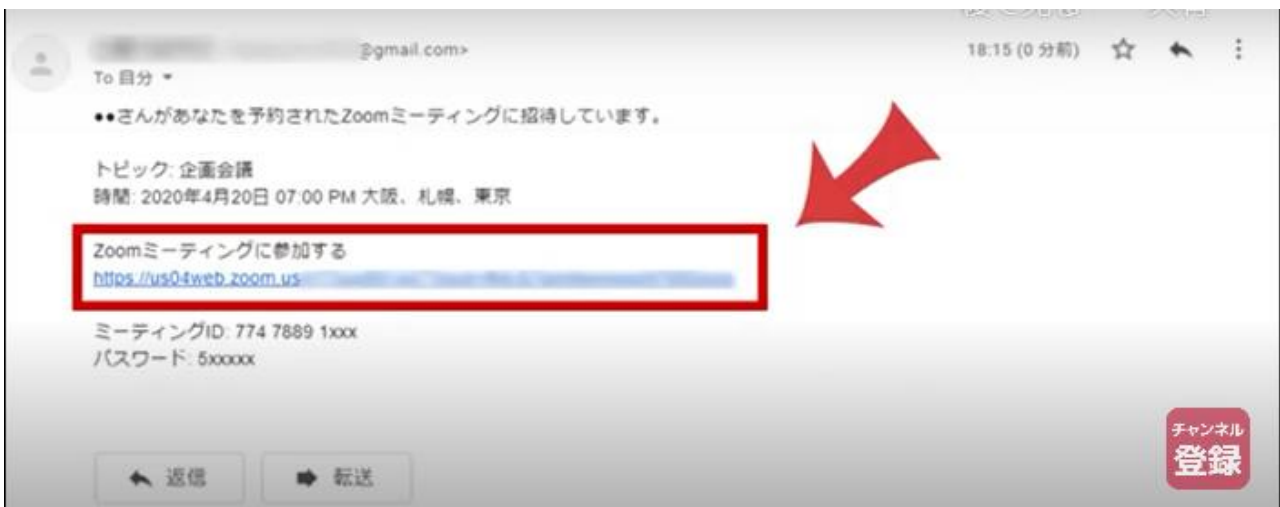 @gmail.com>
18:15 (0 分前)
To 目分
●●さんがあなたを予約されたZoomミーティングに招待しています。
トピック: 企画会議
時間: 2020年4月20日 07:00 PM 大阪、札幌、東京
Zoomミーティングに参加する
https://us04web.zoom.us
ミーティングID: 774 7889 1xxx
パスワード: 5xxxxx
チャンネル
登録
返信
転送